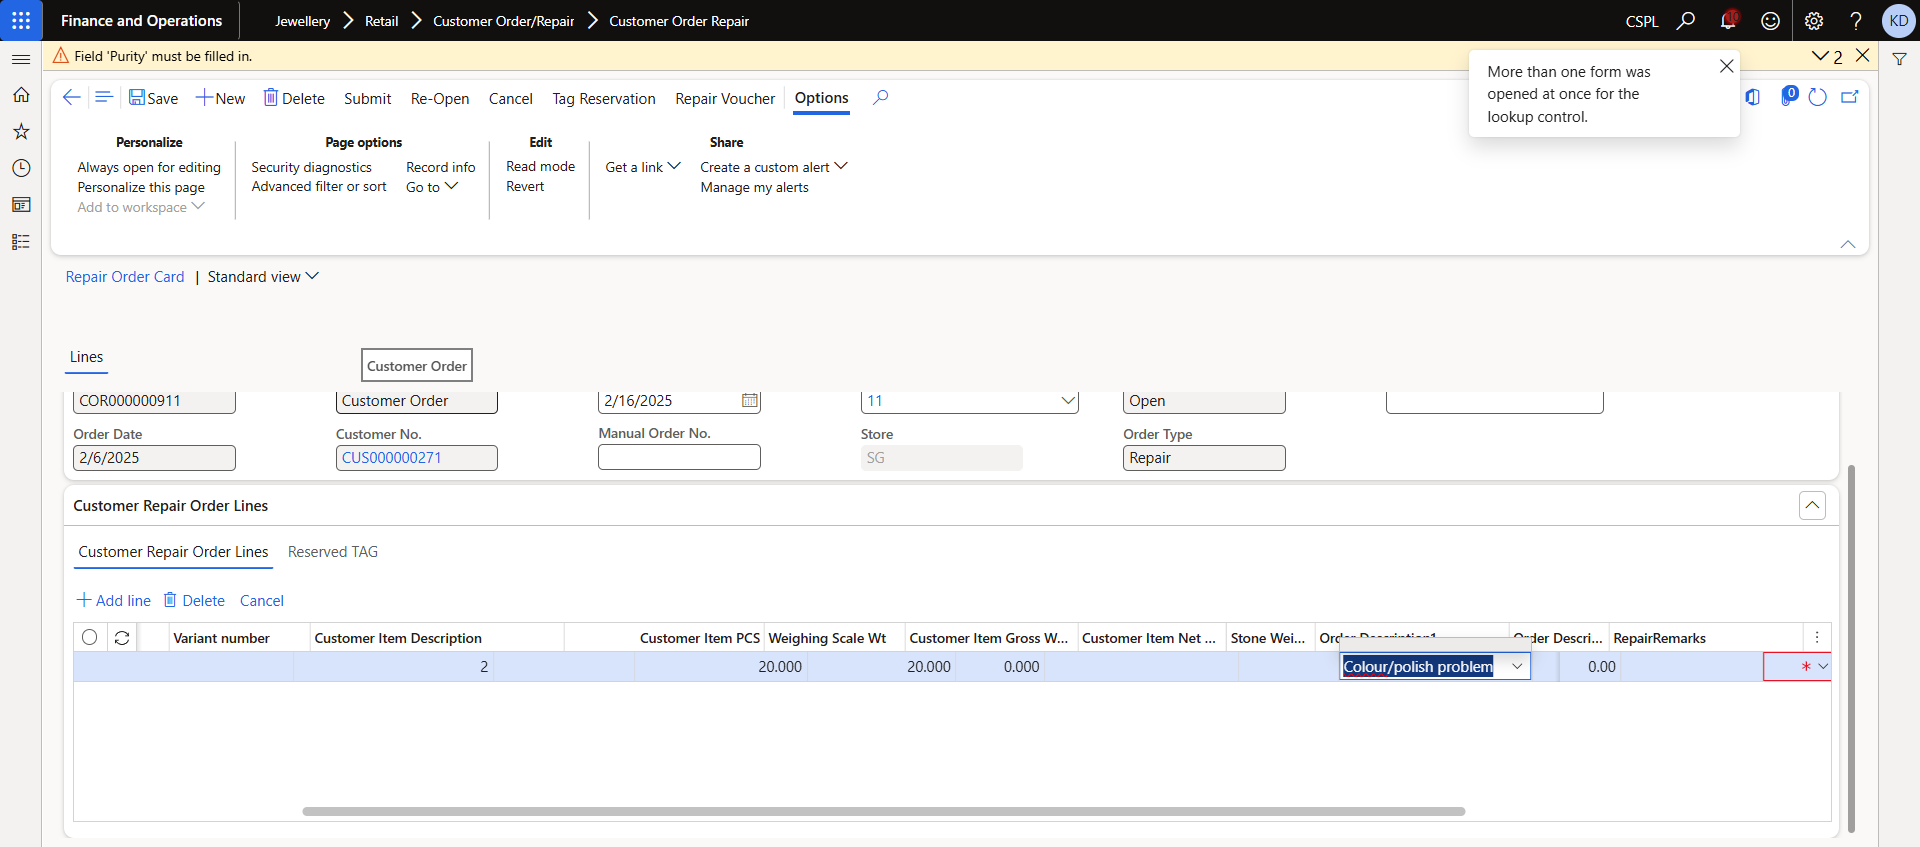 Finance and Operations
Jewellery > Retail > Customer Order/Repair > Customer Order Repair
CSPL
KD
Field 'Purity' must be filled in.
2
More than one form was
opened at once for the
lookup control.
Save
New
Delete
Submit
Re-Open
Cancel
Tag Reservation
Repair Voucher
Options
0
Personalize
Always open for editing
Personalize this page
Add to workspace
Page options
Security diagnostics
Advanced filter or sort
Record info
Go to
Edit
Read mode
Revert
Get a link
Share
Create a custom alert
Manage my alerts
Repair Order Card | Standard view
Lines
Customer Order
COR000000911
Customer Order
2/16/2025
11
Open
Order Date
Customer No.
Manual Order No.
Store
Order Type
2/6/2025
CUS000000271
SG
Repair
Customer Repair Order Lines
Customer Repair Order Lines
Reserved TAG
Add line
Delete
Cancel
Variant number
Customer Item Description
Customer Item PCS
Weighing Scale Wt
Customer Item Gross W...
Customer Item Net ...
Stone Wei...
Order Description1
Order Descri...
RepairRemarks
2
20.000
20.000
0.000
Colour/polish problem
0.00
*